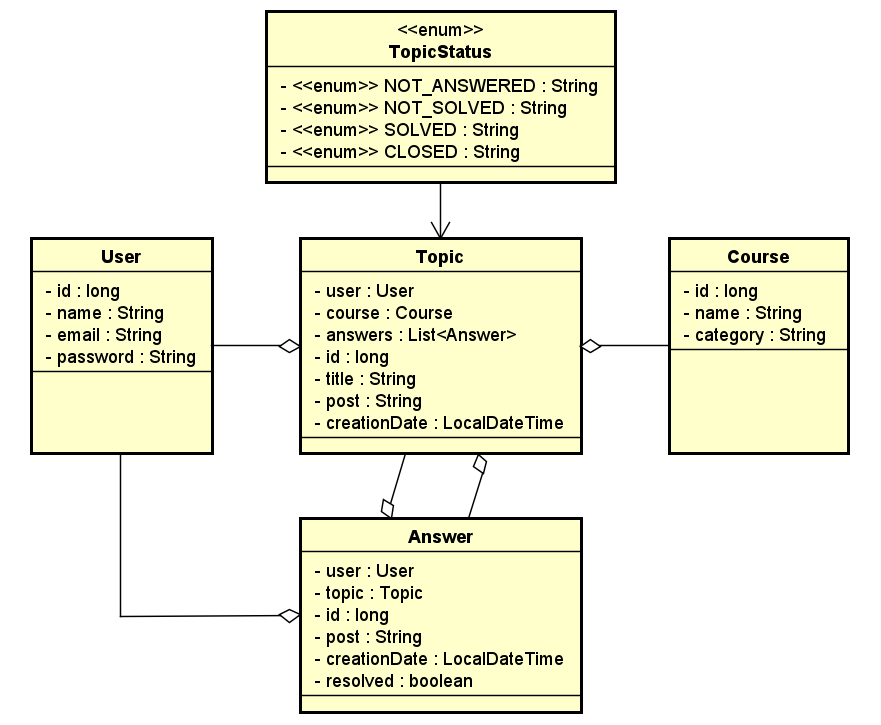 <<enum>>
TopicStatus
- <<enum>> NOT_ANSWERED : String
- <<enum>> NOT_SOLVED : String
- <<enum>> SOLVED : String
- <<enum>> CLOSED : String
User
- id : long
- name : String
- email : String
- password : String
Topic
- user : User
- course : Course
- answers : List<Answer>
- id : long
- title : String
- post : String
- creationDate : LocalDateTime
Course
- id : long
- name : String
- category : String
Answer
- user : User
- topic : Topic
- id : long
- post : String
- creationDate : LocalDateTime
- resolved : boolean